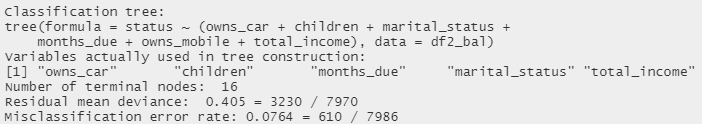 Classification tree:
tree(formula = status ~ (owns_car + children + marital_status +
    months_due + owns_mobile + total_income), data = df2_bal)
Variables actually used in tree construction:
[1] "owns_car"       "children"       "months_due"     "marital_status" "total_income"
Number of terminal nodes:  16
Residual mean deviance:  0.405 = 3230 / 7970
Misclassification error rate: 0.0764 = 610 / 7986